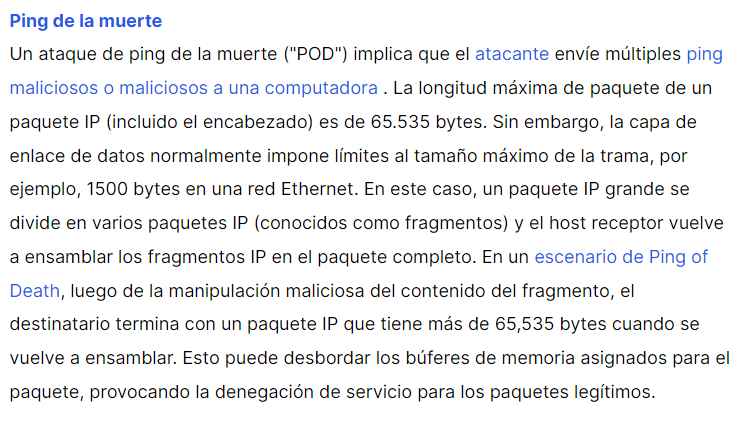 Ping de la muerte
Un ataque de ping de la muerte ("POD") implica que el atacante envíe múltiples ping
maliciosos o maliciosos a una computadora . La longitud máxima de paquete de un
paquete IP (incluido el encabezado) es de 65.535 bytes. Sin embargo, la capa de
enlace de datos normalmente impone límites al tamaño máximo de la trama, por
ejemplo, 1500 bytes en una red Ethernet. En este caso, un paquete IP grande se
divide en varios paquetes IP (conocidos como fragmentos) y el host receptor vuelve
a ensamblar los fragmentos IP en el paquete completo. En un escenario de Ping of
Death, luego de la manipulación maliciosa del contenido del fragmento, el
destinatario termina con un paquete IP que tiene más de 65,535 bytes cuando se
vuelve a ensamblar. Esto puede desbordar los búferes de memoria asignados para el
paquete, provocando la denegación de servicio para los paquetes legítimos.